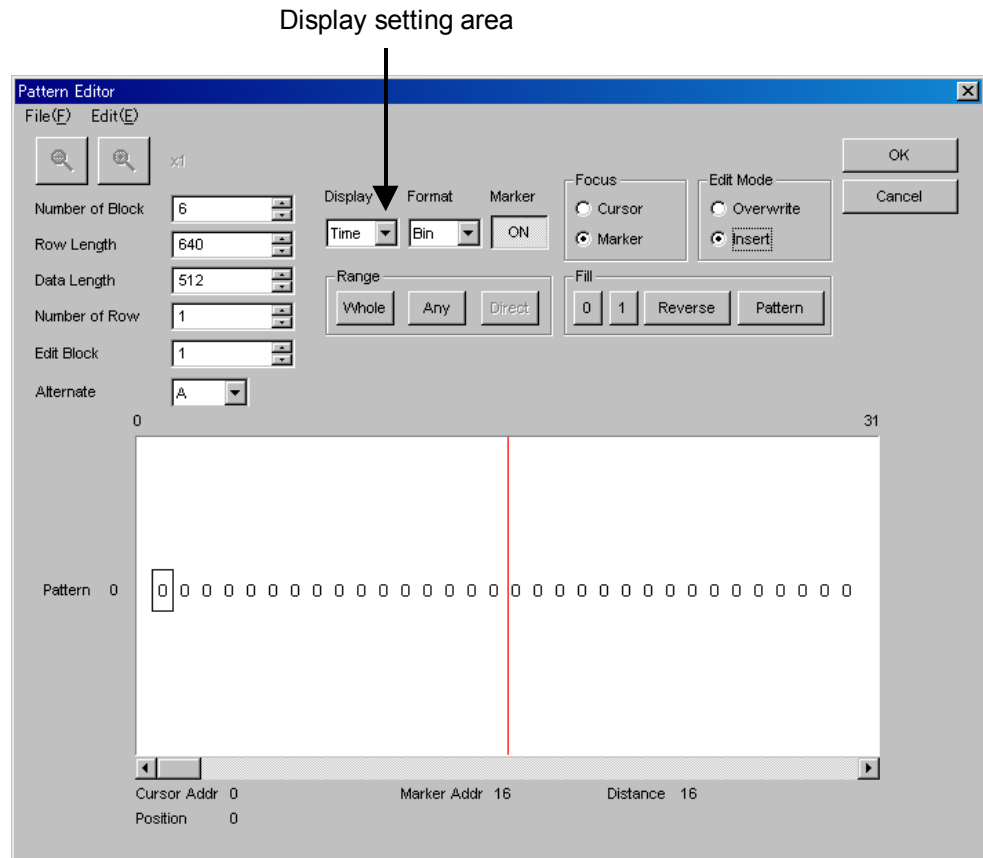 Display setting area
Pattern Editor
File(F) Edit(E)
x1
OK
Cancel
Number of Block 6
Row Length 640
Data Length 512
Number of Row 1
Edit Block 1
Alternate A
Display Format Marker
Time Bin ON
Focus
Cursor
Marker
Edit Mode
Overwrite
Insert
Range
Whole Any Direct
Fill
0 1 Reverse Pattern
0 31
Pattern 0 0 0 0 0 0 0 0 0 0 0 0 0 0 0 0 0 0 0 0 0 0 0 0 0 0 0 0 0 0 0 0 0
Cursor Addr 0 Marker Addr 16 Distance 16
Position 0